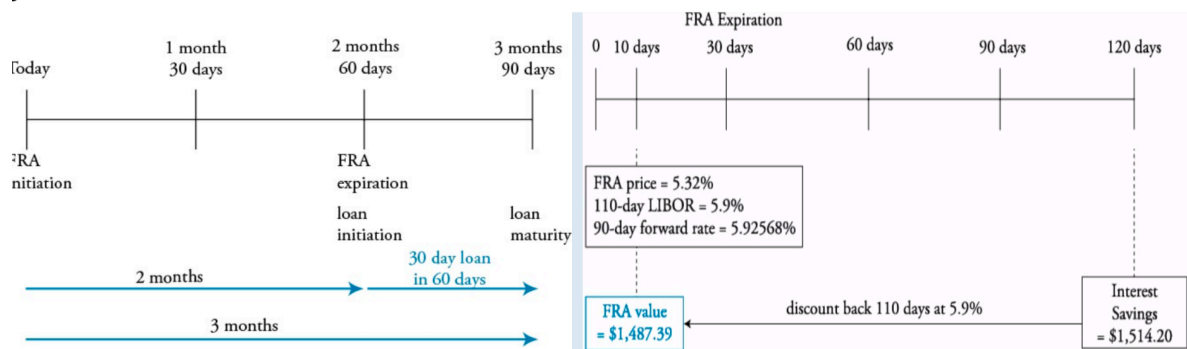 1 month
2 months
3 months
Today
30 days
60 days
90 days
FRA
initiation
FRA
expiration
loan
initiation
loan
maturity
30 day loan
in 60 days
2 months
3 months
FRA Expiration
0 10 days 30 days 60 days 90 days 120 days
FRA price = 5.32%
110-day LIBOR = 5.9%
90-day forward rate = 5.92568%
FRA value
= $1,487.39
discount back 110 days at 5.9%
Interest
Savings
= $1,514.20